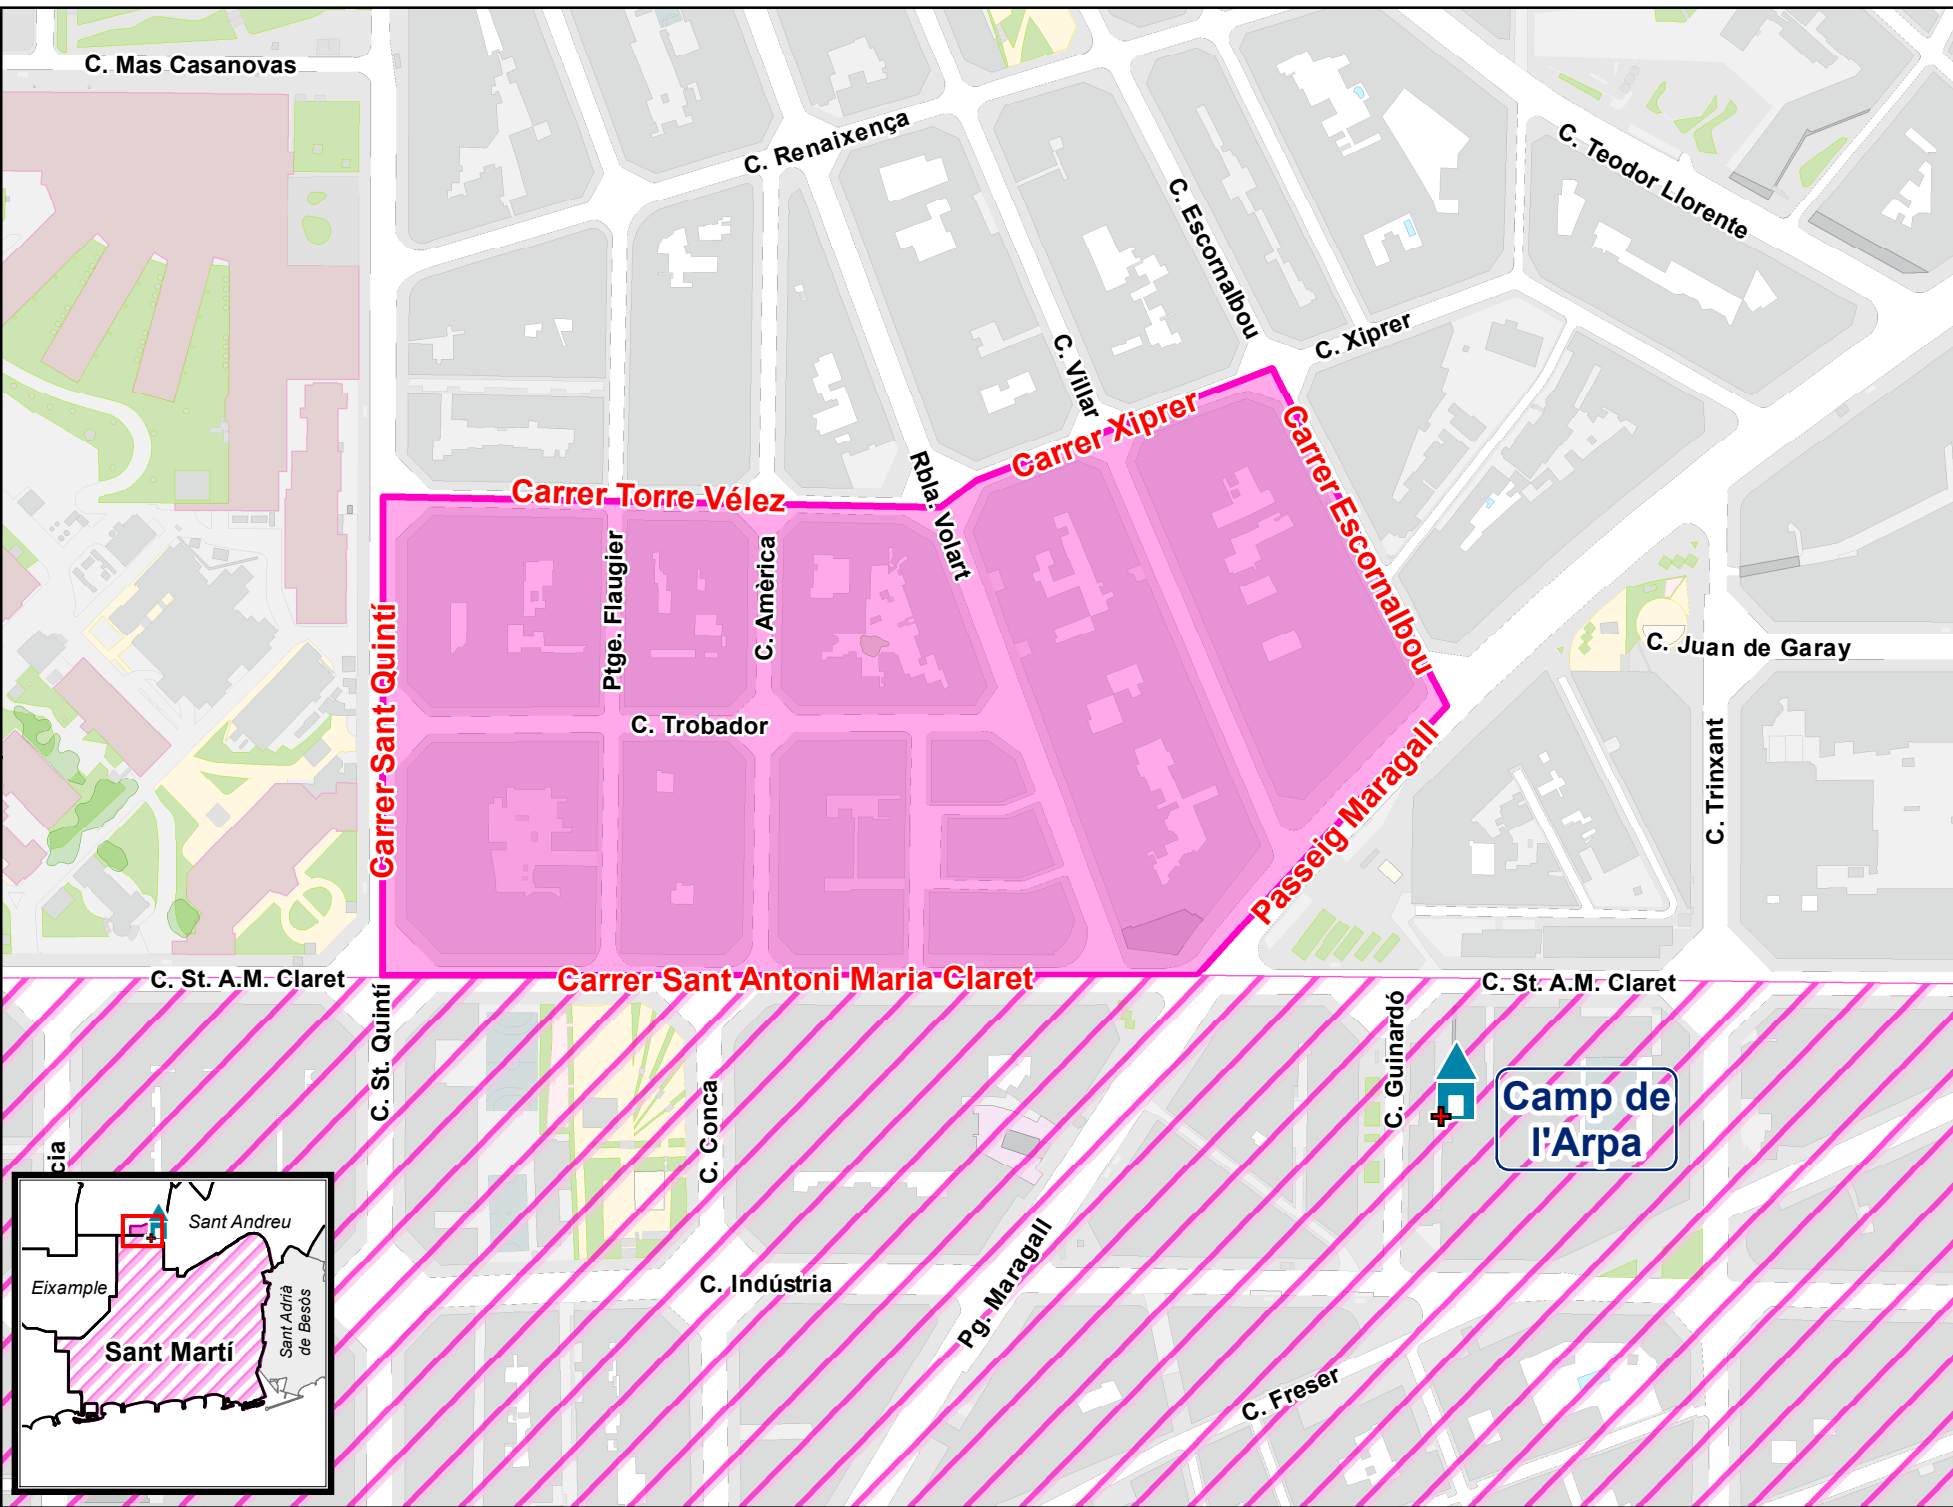 C. Mas Casanovas
C. Renaixença
C. Teodor Llorente
C. Escornalbou
C. Xiprer
C. Villar
Carrer Xiprer
Carrer Escornalbou
Rbla. Volart
Carrer Torre Vélez
Ptge. Flaugier
C. Amèrica
Carrer Sant Quintí
C. Juan de Garay
C. Trobador
C. Trinxant
Passeig Maragall
C. St. A.M. Claret
Carrer Sant Antoni Maria Claret
C. St. A.M. Claret
C. St. Quintí
C. Guinardó
C. Conca
Camp de
l'Arpa
cia
Sant Andreu
Eixample
Sant Adrià
de Besòs
Sant Martí
C. Indústria
Pg. Maragall
C. Freser